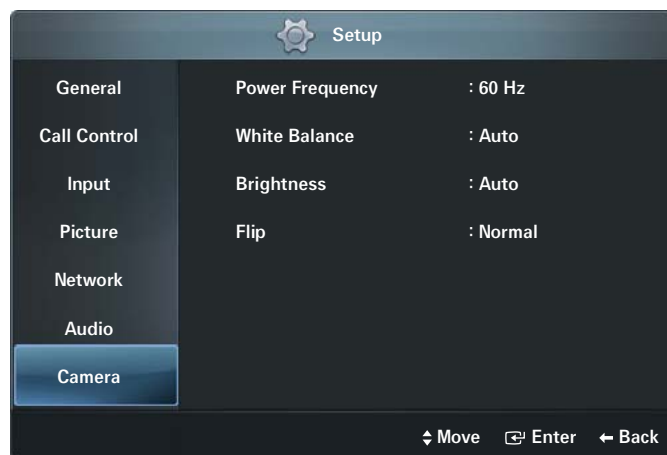 Setup
General
Power Frequency : 60 Hz
Call Control
White Balance : Auto
Input
Brightness : Auto
Picture
Flip : Normal
Network
Audio
Camera
Move Enter Back